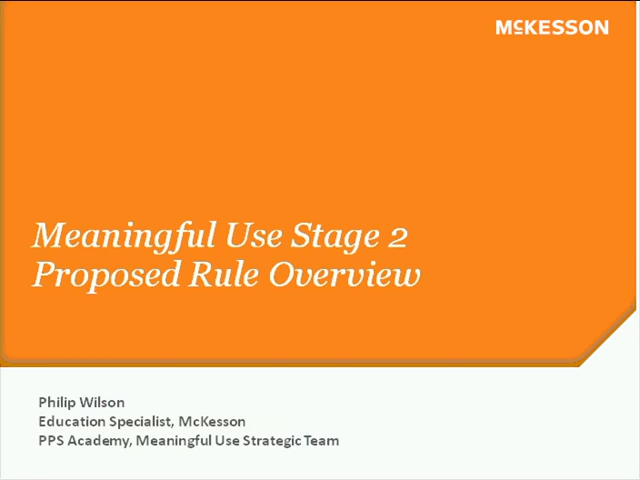 MCKESSON
Meaningful Use Stage 2
Proposed Rule Overview
Philip Wilson
Education Specialist, McKesson
PPS Academy, Meaningful Use Strategic Team